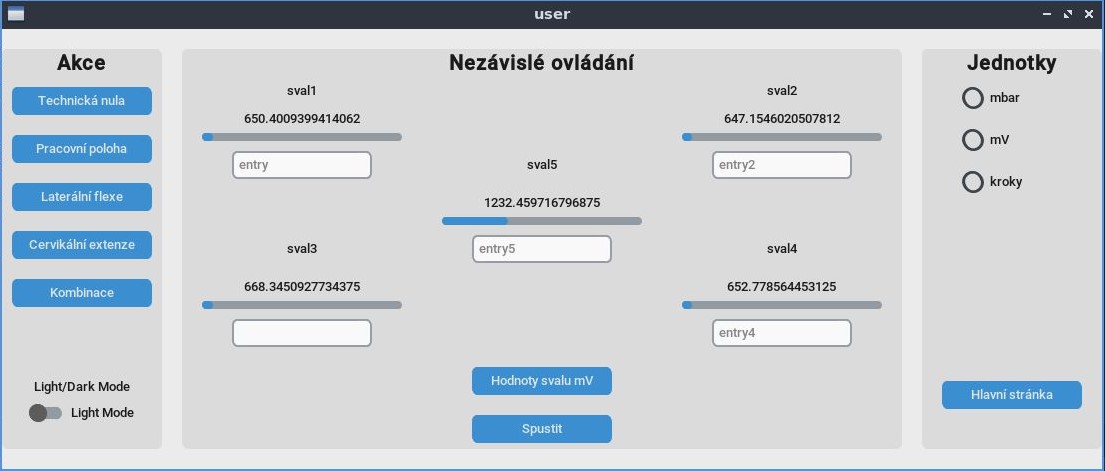 user
Akce
Technická nula
Pracovní poloha
Laterální flexe
Cervikální extenze
Kombinace
Light/Dark Mode
Light Mode
Nezávislé ovládání
sval1
650.4009399414062
entry
sval2
647.1546020507812
entry2
sval5
1232.459716796875
entry5
sval3
668.3450927734375
sval4
652.778564453125
entry4
Hodnoty svalu mV
Spustit
Jednotky
mbar
mV
kroky
Hlavní stránka